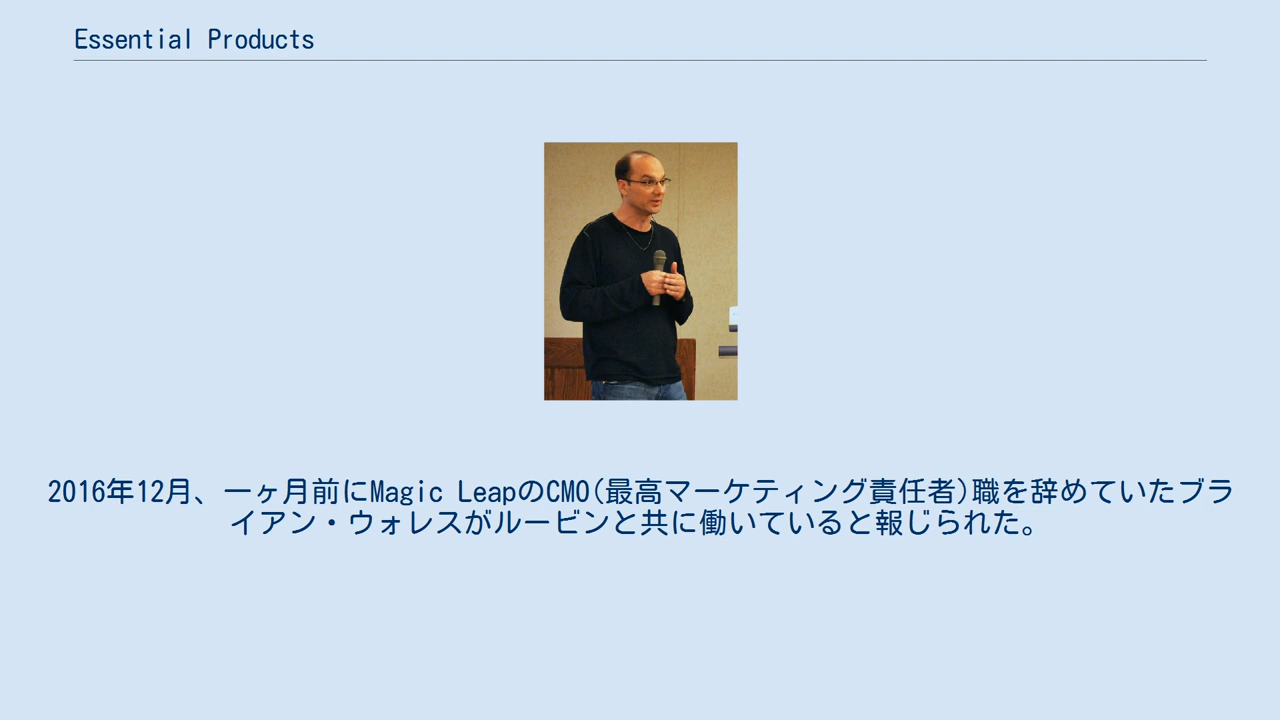 Essential Products
2016年12月、一ヶ月前にMagic LeapのCMO(最高マーケティング責任者)職を辞めていたブラ
イアン・ウォレスがルービンと共に働いていると報じられた。